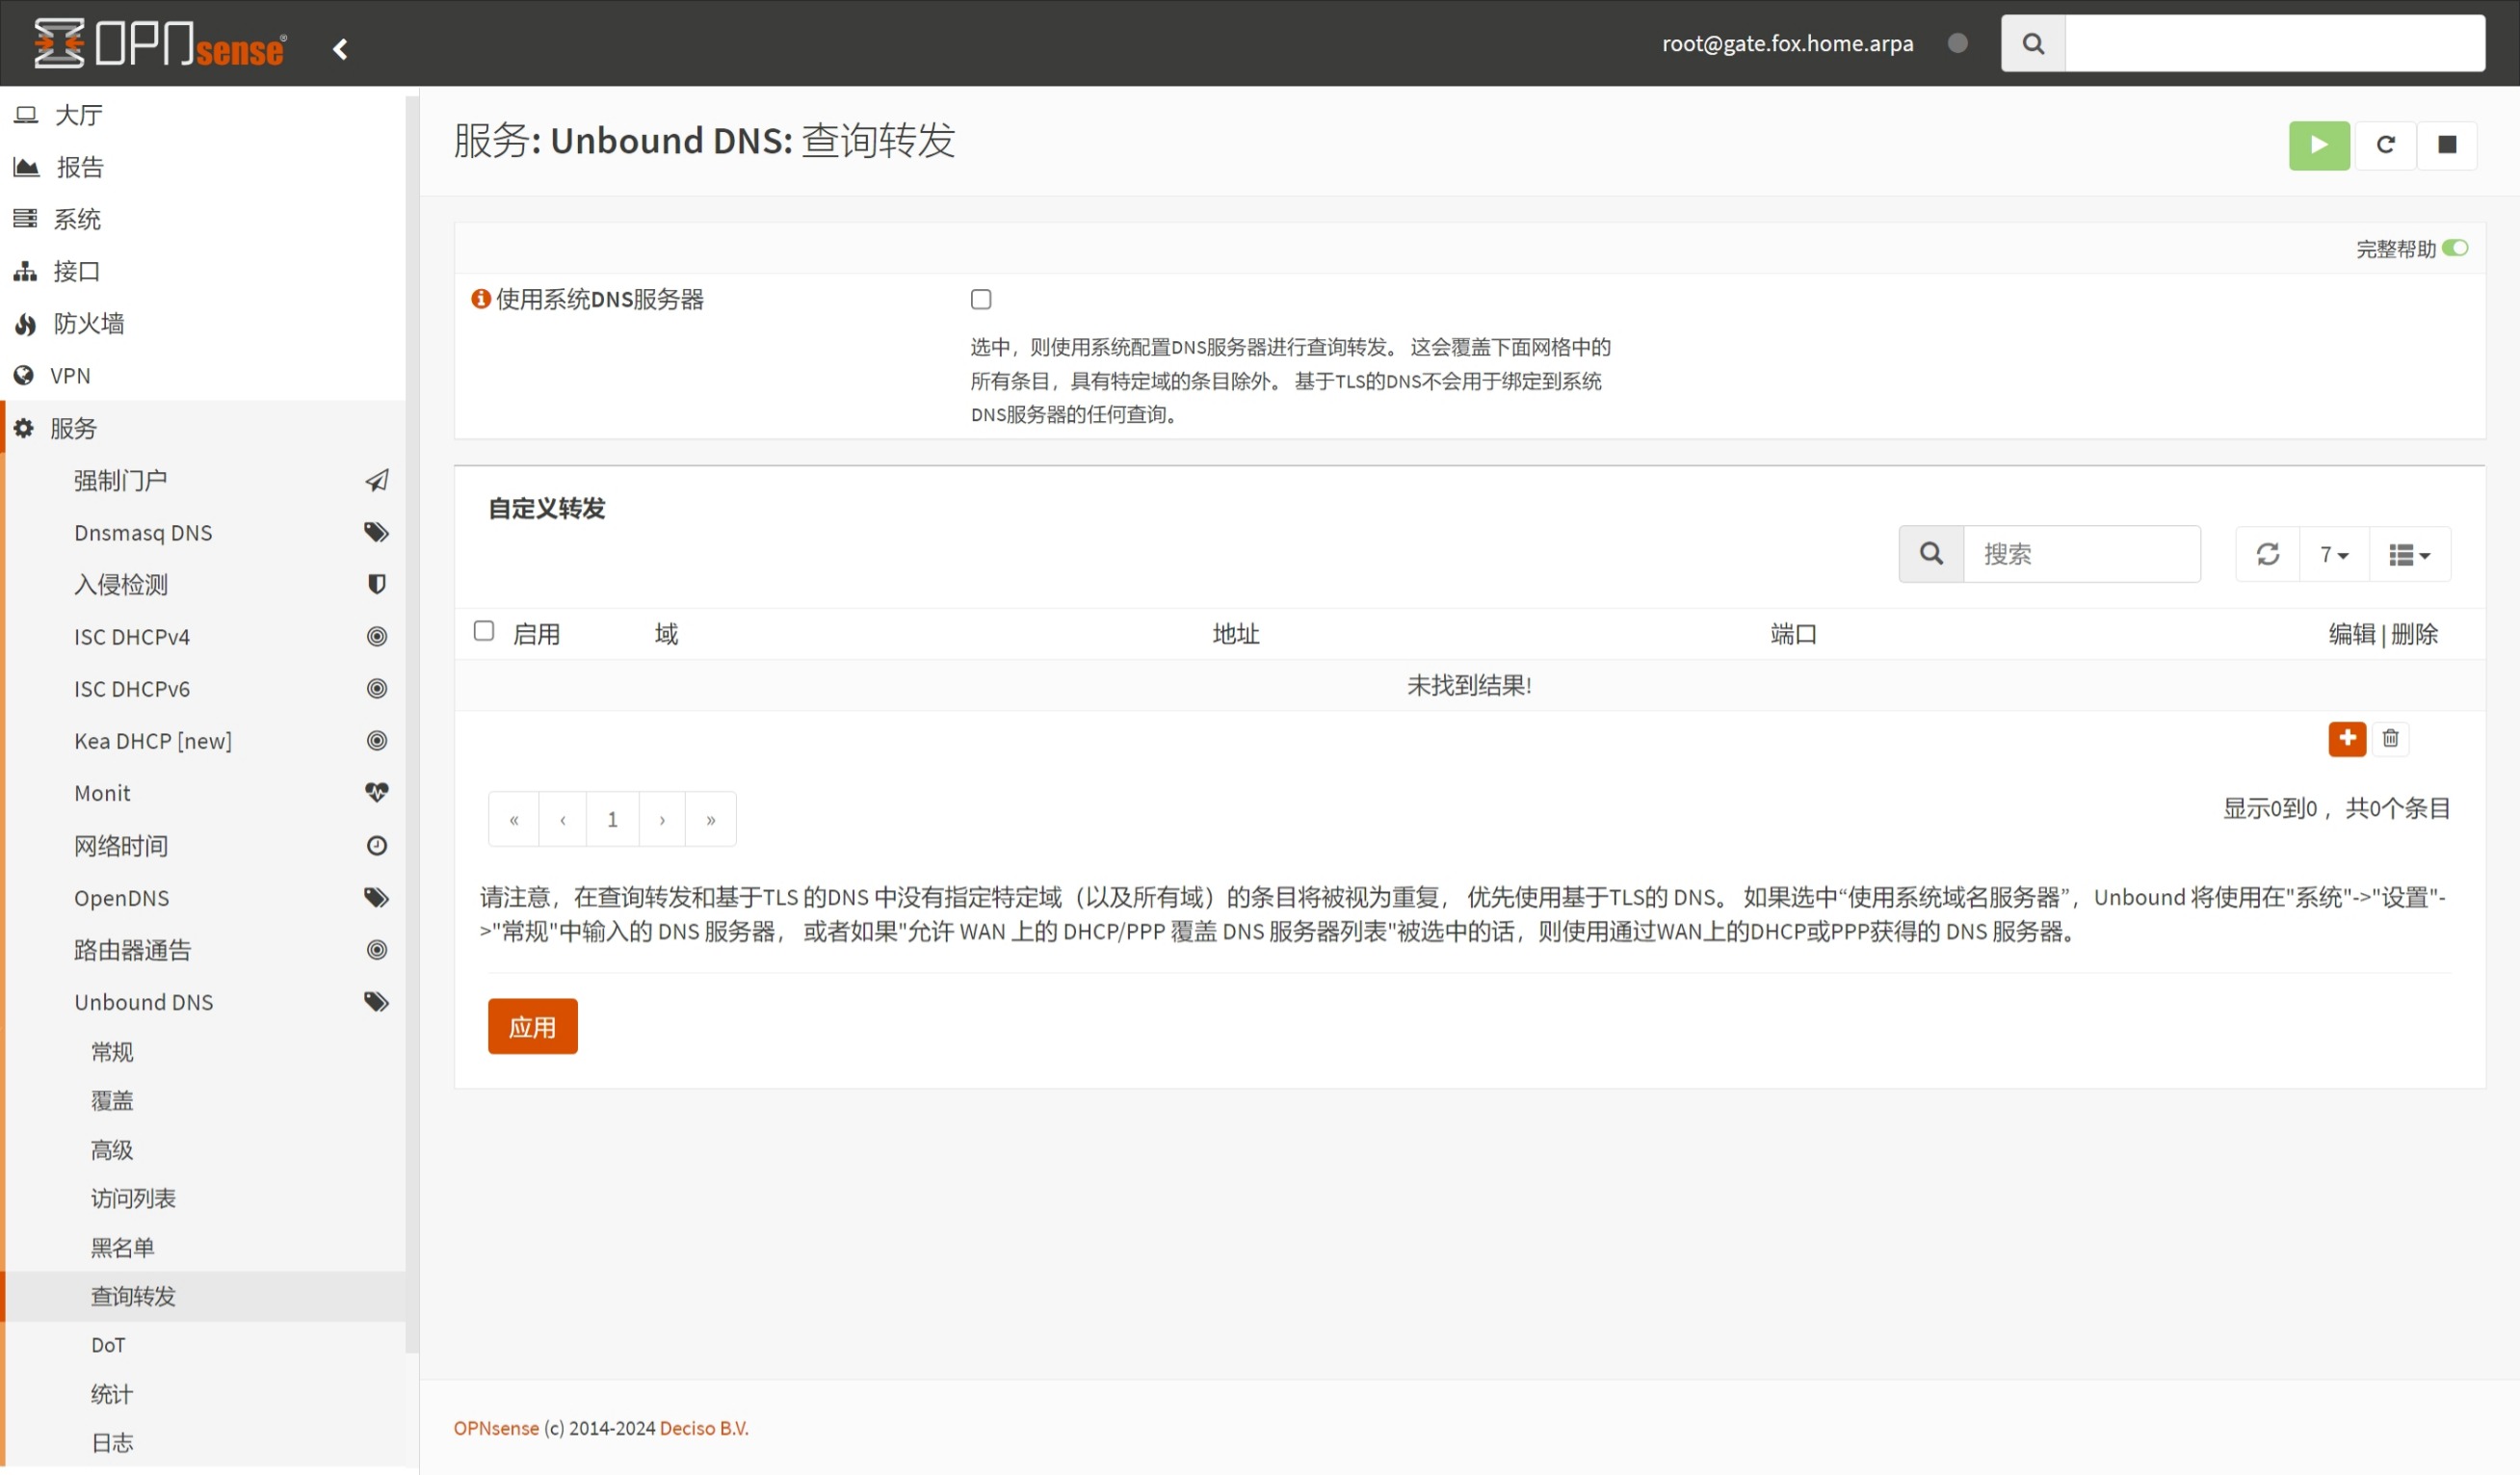 OPNsense®
root@gate.fox.home.arpa
大厅
报告
系统
接口
防火墙
VPN
服务
强制门户
Dnsmasq DNS
入侵检测
ISC DHCPv4
ISC DHCPv6
Kea DHCP [new]
Monit
网络时间
OpenDNS
路由器通告
Unbound DNS
常规
覆盖
高级
访问列表
黑名单
查询转发
DoT
统计
日志
服务: Unbound DNS: 查询转发
完整帮助
使用系统DNS服务器
选中，则使用系统配置DNS服务器进行查询转发。 这会覆盖下面网格中的
所有条目，具有特定域的条目除外。 基于TLS的DNS不会用于绑定到系统
DNS服务器的任何查询。
自定义转发
搜索
7
启用 域 地址 端口 编辑 | 删除
未找到结果!
« ‹ 1 › »
显示0到0 ，共0个条目
请注意，在查询转发和基于TLS 的DNS 中没有指定特定域（以及所有域）的条目将被视为重复， 优先使用基于TLS的 DNS。 如果选中“使用系统域名服务器”，Unbound 将使用在"系统"->"设置"-
>"常规"中输入的 DNS 服务器， 或者如果"允许 WAN 上的 DHCP/PPP 覆盖 DNS 服务器列表"被选中的话，则使用通过WAN上的DHCP或PPP获得的 DNS 服务器。
应用
OPNsense (c) 2014-2024 Deciso B.V.